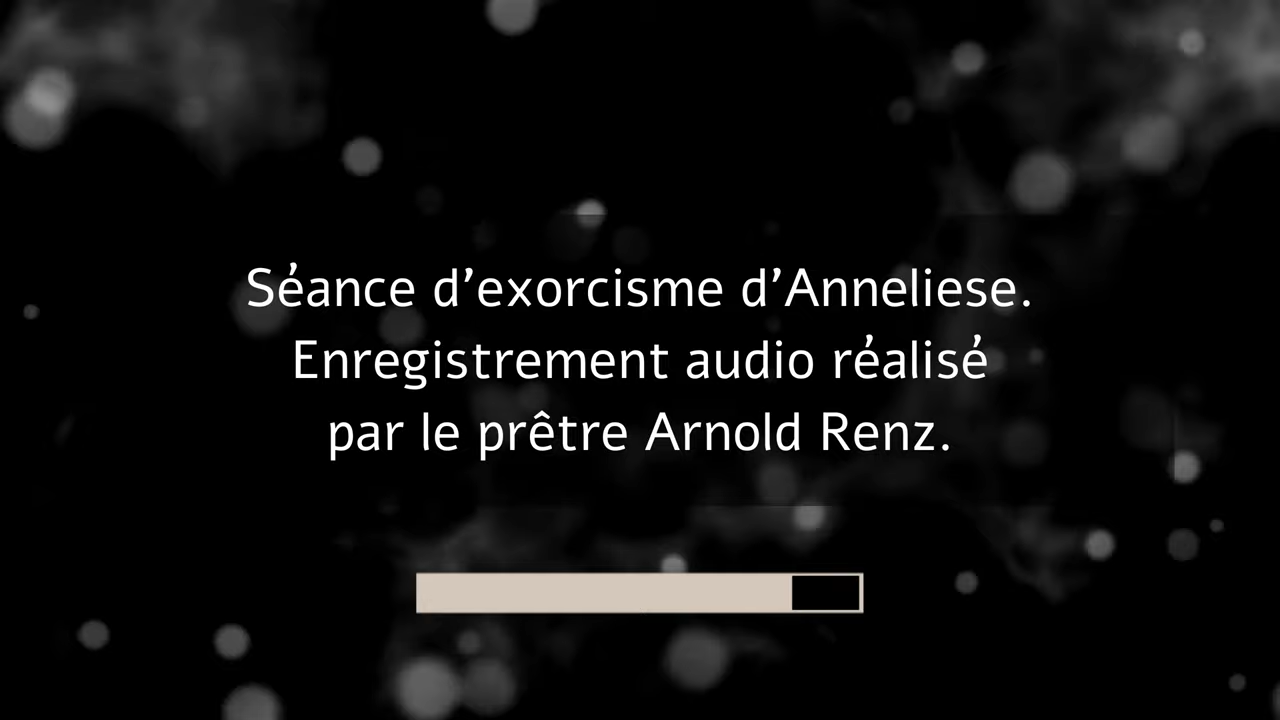 Séance d’exorcisme d’Anneliese.
Enregistrement audio réalisé
par le prêtre Arnold Renz.